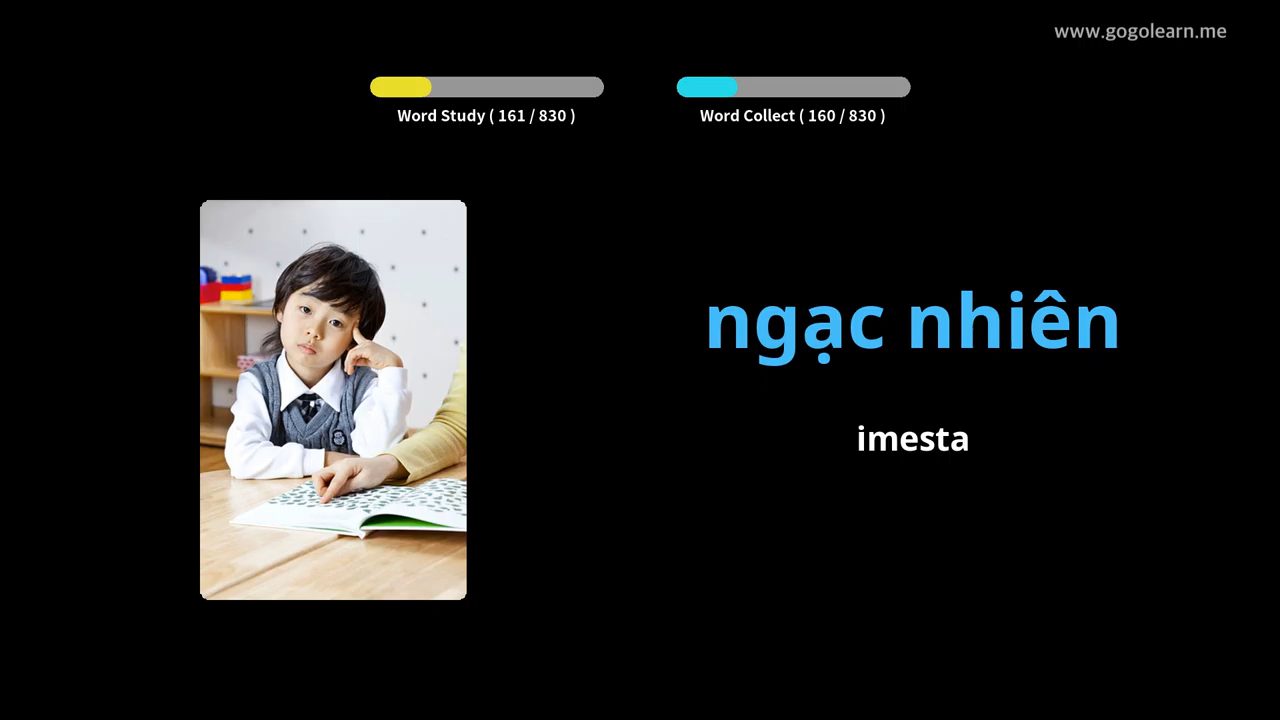 www.gogolearn.me
Word Study ( 161 / 830 )
Word Collect ( 160 / 830 )
ngạc nhiên
imesta